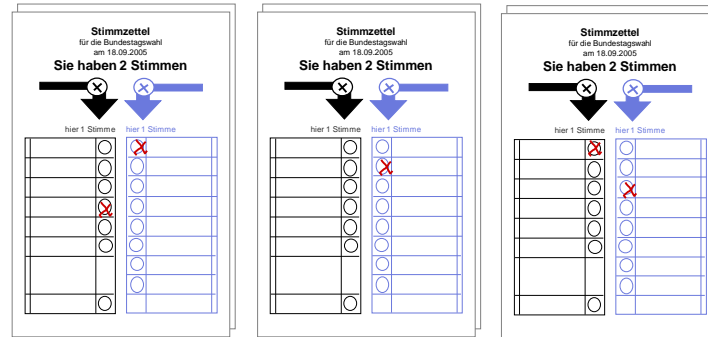 Stimmzettel
für die Bundestagswahl
am 18.09.2005
Sie haben 2 Stimmen
hier 1 Stimme hier 1 Stimme
Stimmzettel
für die Bundestagswahl
am 18.09.2005
Sie haben 2 Stimmen
hier 1 Stimme hier 1 Stimme
Stimmzettel
für die Bundestagswahl
am 18.09.2005
Sie haben 2 Stimmen
hier 1 Stimme hier 1 Stimme